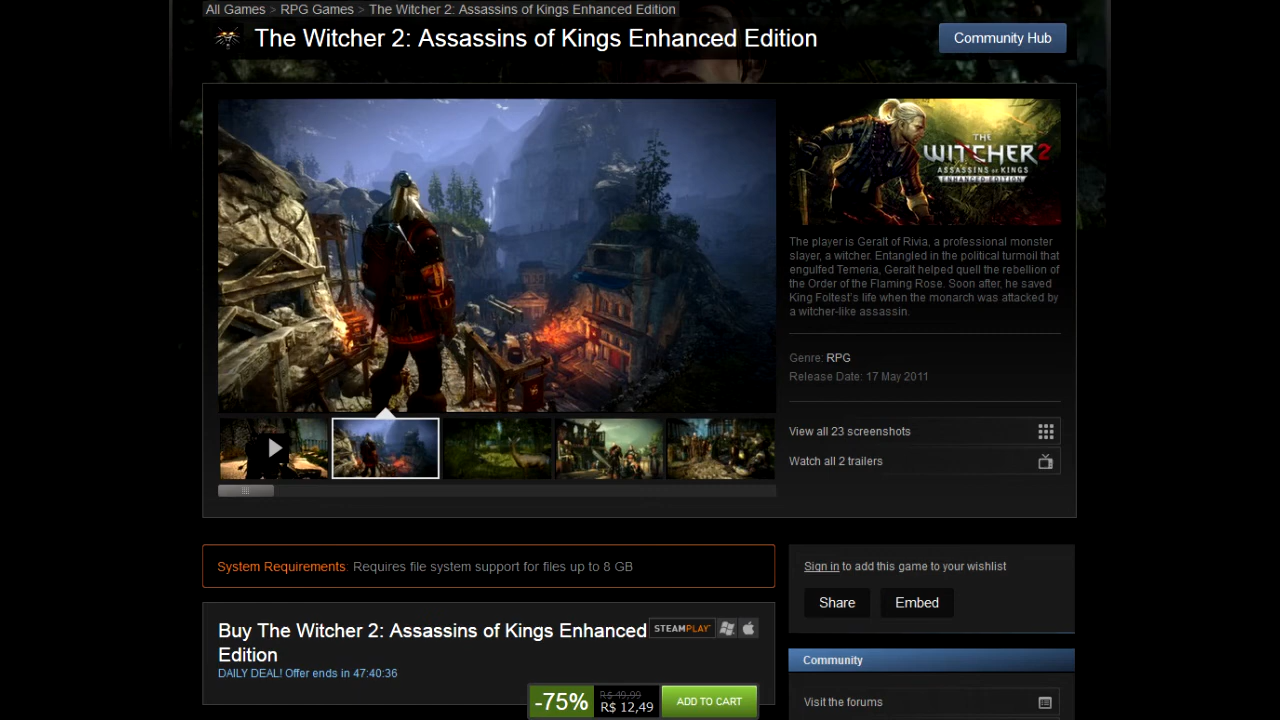 All Games > RPG Games > The Witcher 2: Assassins of Kings Enhanced Edition
The Witcher 2: Assassins of Kings Enhanced Edition
Community Hub
THE
WITCHER 2
ASSASSINS OF KINGS
ENHANCED EDITION
The player is Geralt of Rivia, a professional monster
slayer, a witcher. Entangled in the political turmoil that
engulfed Temeria, Geralt helped quell the rebellion of
the Order of the Flaming Rose. Soon after, he saved
King Foltest's life when the monarch was attacked by
a witcher-like assassin.
Genre: RPG
Release Date: 17 May 2011
View all 23 screenshots
Watch all 2 trailers
System Requirements: Requires file system support for files up to 8 GB
Sign in to add this game to your wishlist
Share
Embed
Buy The Witcher 2: Assassins of Kings Enhanced
Edition
STEAMPLAY
DAILY DEAL! Offer ends in 47:40:36
-75%
R$ 49,99
R$ 12,49
ADD TO CART
Community
Visit the forums